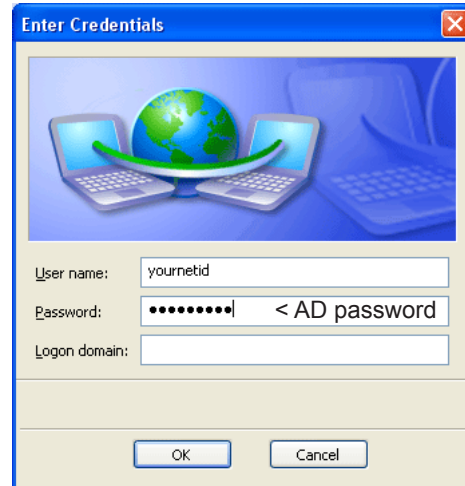 Enter Credentials
User name: yournetid
Password: ●●●●●●●●● < AD password
Logon domain:
OK Cancel